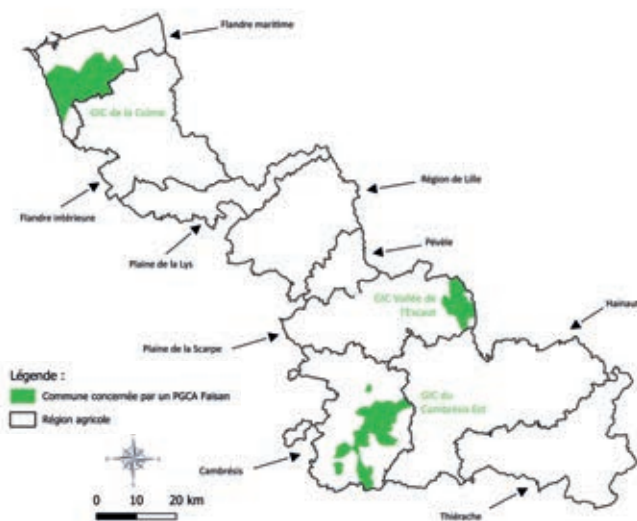 Flandre maritime
GIC de la Colme
Région de Lille
Flandre intérieure
Pévèle
Plaine de la Lys
GIC Vallée de
l'Escaut
Hainaut
Plaine de la Scarpe
Légende :
Commune concernée par un PGCA Faisan
Région agricole
GIC du
Cambrésis Est
Cambrésis
0 10 20 km
Thiérache